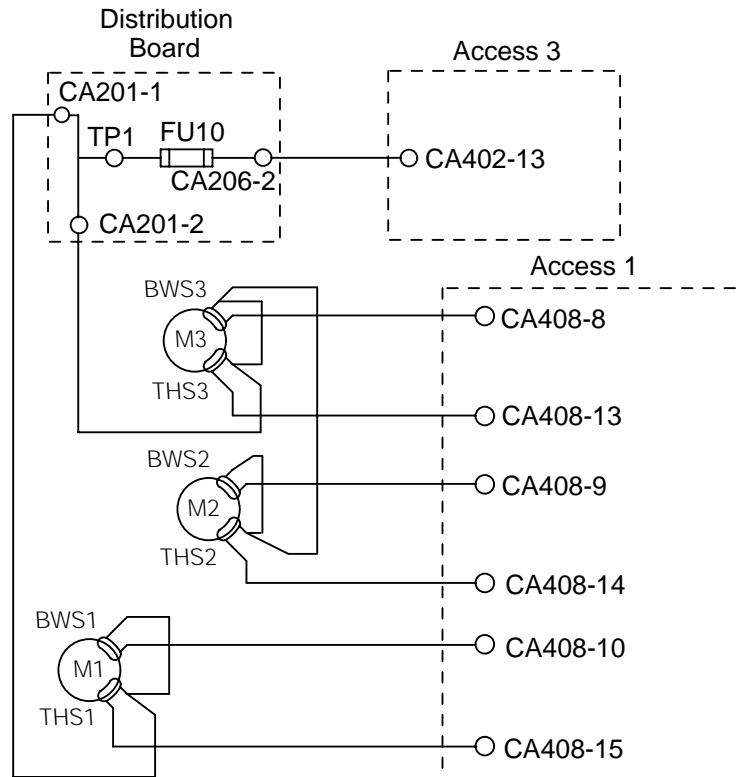 Distribution
Board
Access 3
CA201-1
TP1
FU10
CA206-2
CA402-13
CA201-2
Access 1
BWS3
M3
CA408-8
THS3
CA408-13
BWS2
M2
CA408-9
THS2
CA408-14
BWS1
M1
CA408-10
THS1
CA408-15